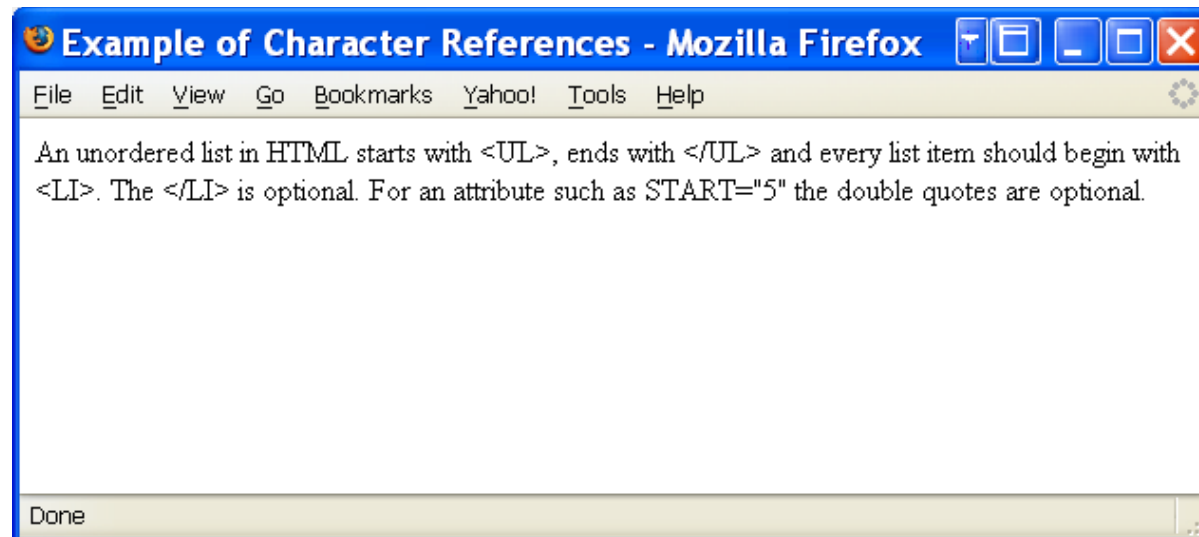 Example of Character References - Mozilla Firefox
File Edit View Go Bookmarks Yahoo! Tools Help
An unordered list in HTML starts with <UL>, ends with </UL> and every list item should begin with
<LI>. The </LI> is optional. For an attribute such as START="5" the double quotes are optional.
Done